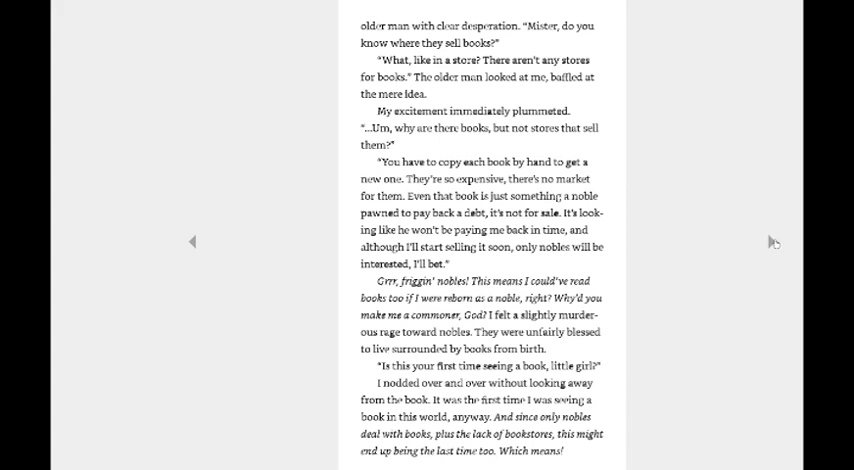 older man with clear desperation. “Mister, do you
know where they sell books?”
“What, like in a store? There aren’t any stores
for books.” The older man looked at me, baffled at
the mere idea.
My excitement immediately plummeted.
“...Um, why are there books, but not stores that sell
them?”
“You have to copy each book by hand to get a
new one. They’re so expensive, there’s no market
for them. Even that book is just something a noble
pawned to pay back a debt, it’s not for sale. It’s look-
ing like he won’t be paying me back in time, and
although I’ll start selling it soon, only nobles will be
interested, I’ll bet.”
Grrr, friggin’ nobles! This means I could’ve read
books too if I were reborn as a noble, right? Why’d you
make me a commoner, God? I felt a slightly murder-
ous rage toward nobles. They were unfairly blessed
to live surrounded by books from birth.
“Is this your first time seeing a book, little girl?”
I nodded over and over without looking away
from the book. It was the first time I was seeing a
book in this world, anyway. And since only nobles
deal with books, plus the lack of bookstores, this might
end up being the last time too. Which means!